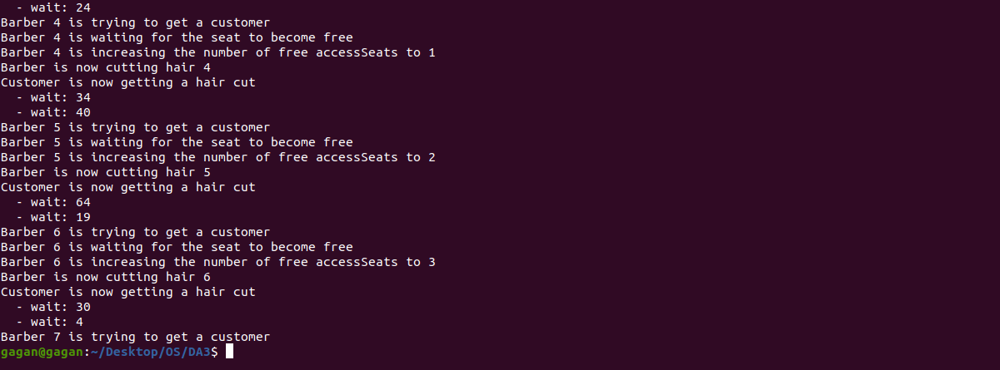 - wait: 24
Barber 4 is trying to get a customer
Barber 4 is waiting for the seat to become free
Barber 4 is increasing the number of free accessSeats to 1
Barber is now cutting hair 4
Customer is now getting a hair cut
- wait: 34
- wait: 40
Barber 5 is trying to get a customer
Barber 5 is waiting for the seat to become free
Barber 5 is increasing the number of free accessSeats to 2
Barber is now cutting hair 5
Customer is now getting a hair cut
- wait: 64
- wait: 19
Barber 6 is trying to get a customer
Barber 6 is waiting for the seat to become free
Barber 6 is increasing the number of free accessSeats to 3
Barber is now cutting hair 6
Customer is now getting a hair cut
- wait: 30
- wait: 4
Barber 7 is trying to get a customer
gagan@gagan:~/Desktop/OS/DA3$